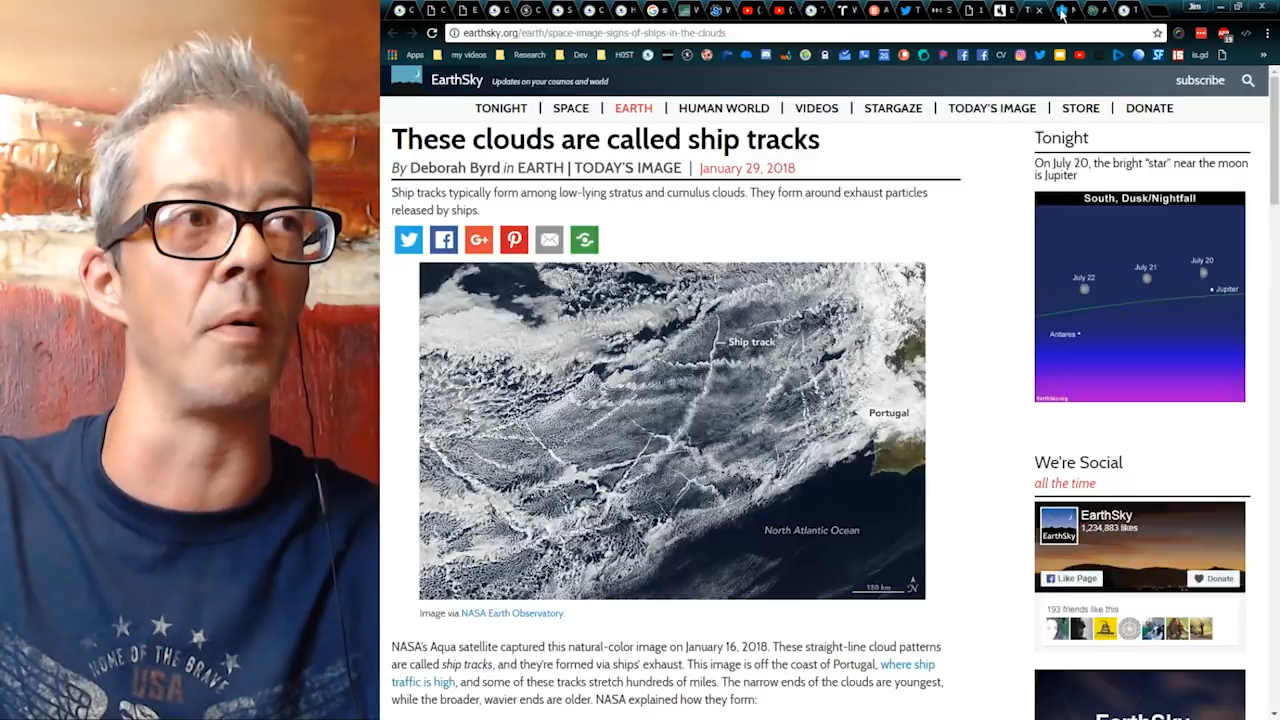 Jim
earthsky.org/earth/space-image-signs-of-ships-in-the-clouds
Apps
my videos
Research
Dev
H0ST
CV
is.gd
EarthSky
Updates on your cosmos and world
subscribe
TONIGHT | SPACE | EARTH | HUMAN WORLD | VIDEOS | STARGAZE | TODAY'S IMAGE | STORE | DONATE
These clouds are called ship tracks
By Deborah Byrd in EARTH | TODAY'S IMAGE | January 29, 2018
Ship tracks typically form among low-lying stratus and cumulus clouds. They form around exhaust particles
released by ships.
Ship track
Portugal
North Atlantic Ocean
150 km
N
Image via NASA Earth Observatory.
NASA's Aqua satellite captured this natural-color image on January 16, 2018. These straight-line cloud patterns
are called ship tracks, and they're formed via ships' exhaust. This image is off the coast of Portugal, where ship
traffic is high, and some of these tracks stretch hundreds of miles. The narrow ends of the clouds are youngest,
while the broader, wavier ends are older. NASA explained how they form:
Tonight
On July 20, the bright "star" near the moon
is Jupiter
South, Dusk/Nightfall
July 20
July 21
July 22
Jupiter
Antares
EarthSky.org
We're Social
all the time
EarthSky
EarthSky
1,234,883 likes
Like Page
Donate
193 friends like this
HOME OF THE BRAVE
USA